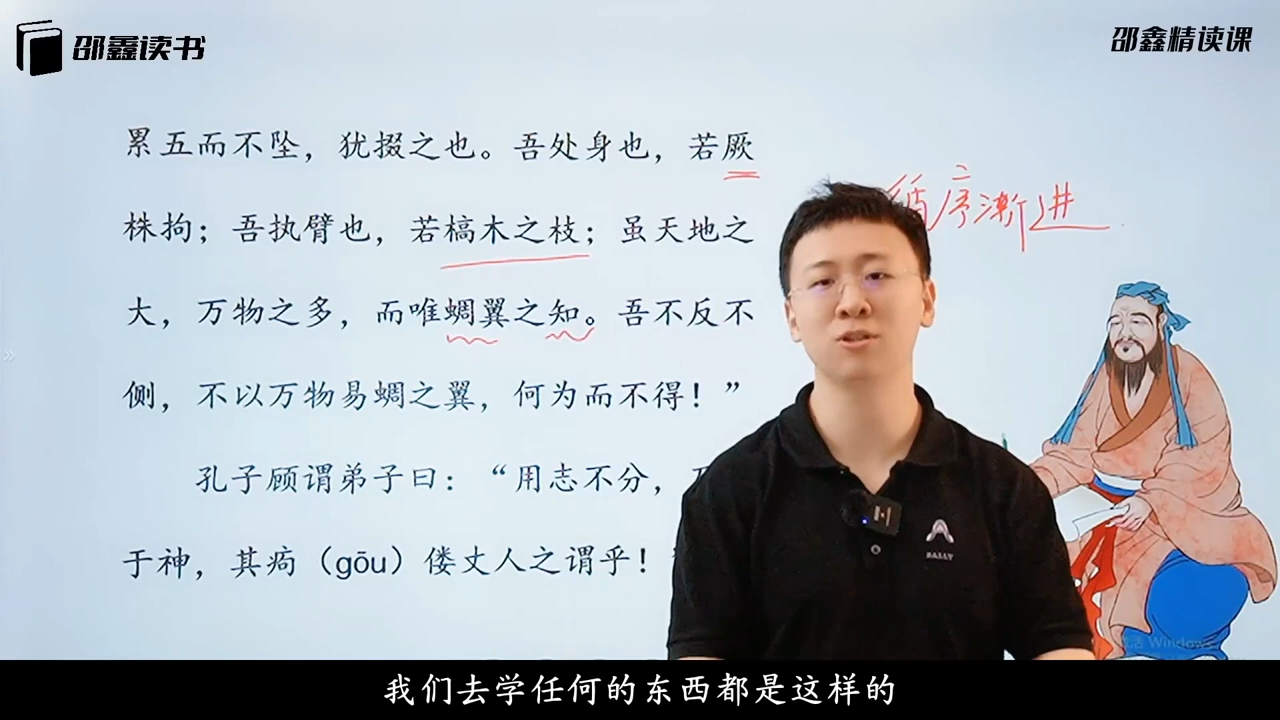 邵鑫读书
邵鑫精读课
累五而不坠，犹掇之也。吾处身也，若厥
株拘；吾执臂也，若槁木之枝；虽天地之
大，万物之多，而唯蜩翼之知。吾不反不
侧，不以万物易蜩之翼，何为而不得！”
孔子顾谓弟子曰：“用志不分，
于神，其痀（gōu）偻丈人之谓乎！
循序渐进
BALLY
Windows
我们去学任何的东西都是这样的